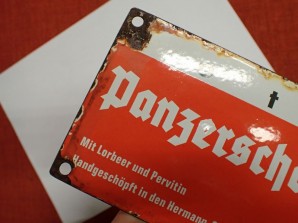 Panzersch
Mit Lorbeer und Pervitin
Handgeschöpft in den Hermann